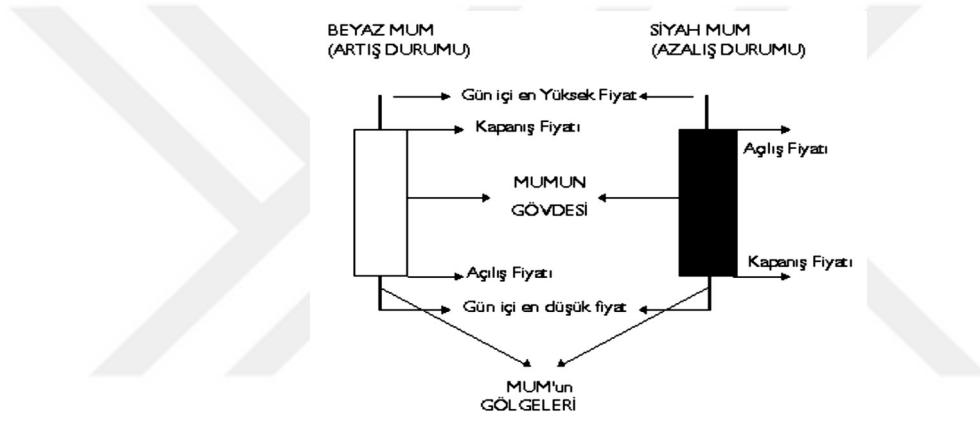 BEYAZ MUM
(ARTIŞ DURUMU)
SİYAH MUM
(AZALIŞ DURUMU)
Gün içi en Yüksek Fiyat
Kapanış Fiyatı
Açılış Fiyatı
MUMUN
GÖVDESİ
Açılış Fiyatı
Kapanış Fiyatı
Gün içi en düşük fiyat
MUM'un
GÖLGELERİ